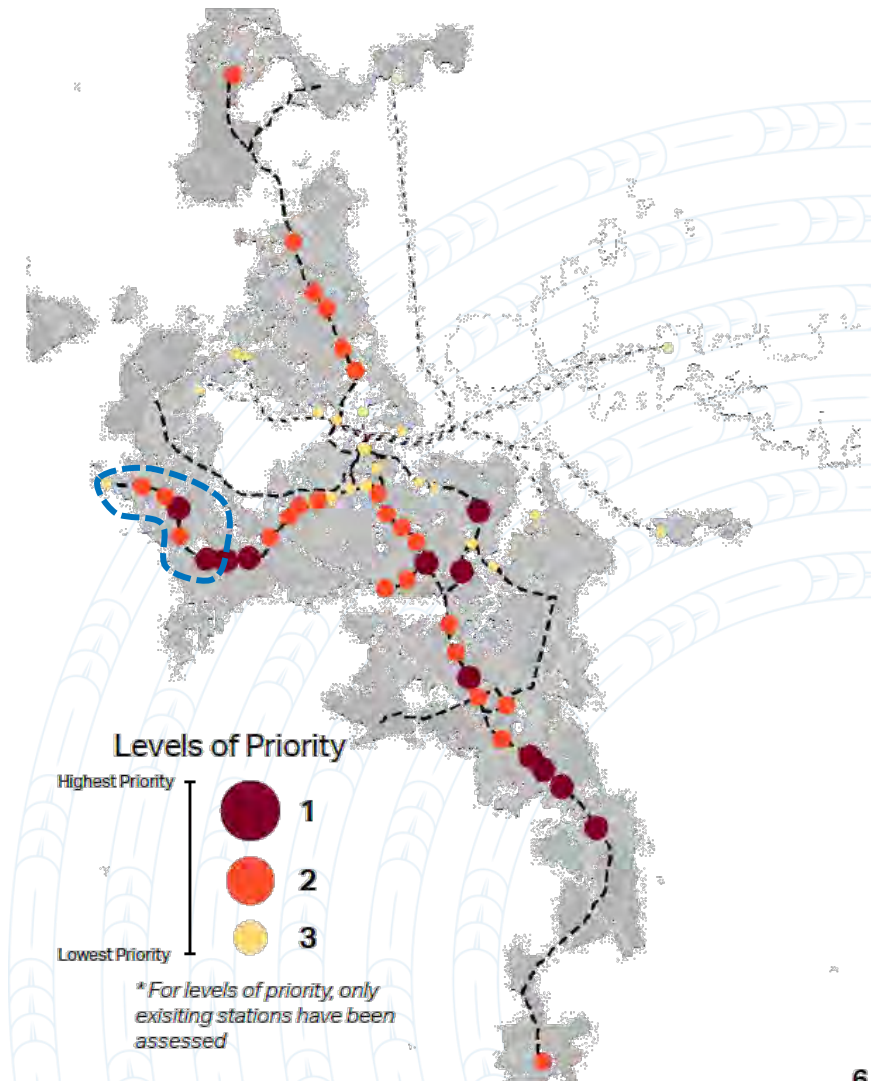 Levels of Priority
Highest Priority
1
2
3
Lowest Priority
* For levels of priority, only
exisiting stations have been
assessed
6